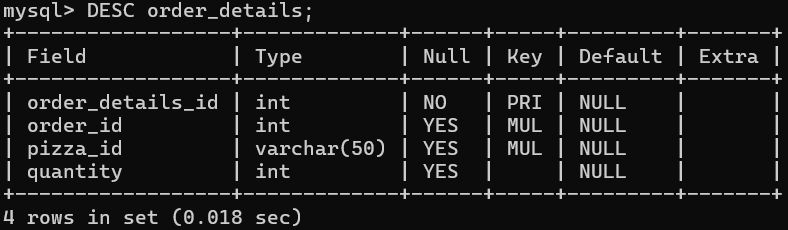 mysql> DESC order_details;
+------------------+-------------+------+-----+---------+-------+
| Field            | Type        | Null | Key | Default | Extra |
+------------------+-------------+------+-----+---------+-------+
| order_details_id | int         | NO   | PRI | NULL    |       |
| order_id         | int         | YES  | MUL | NULL    |       |
| pizza_id         | varchar(50) | YES  | MUL | NULL    |       |
| quantity         | int         | YES  |     | NULL    |       |
+------------------+-------------+------+-----+---------+-------+
4 rows in set (0.018 sec)